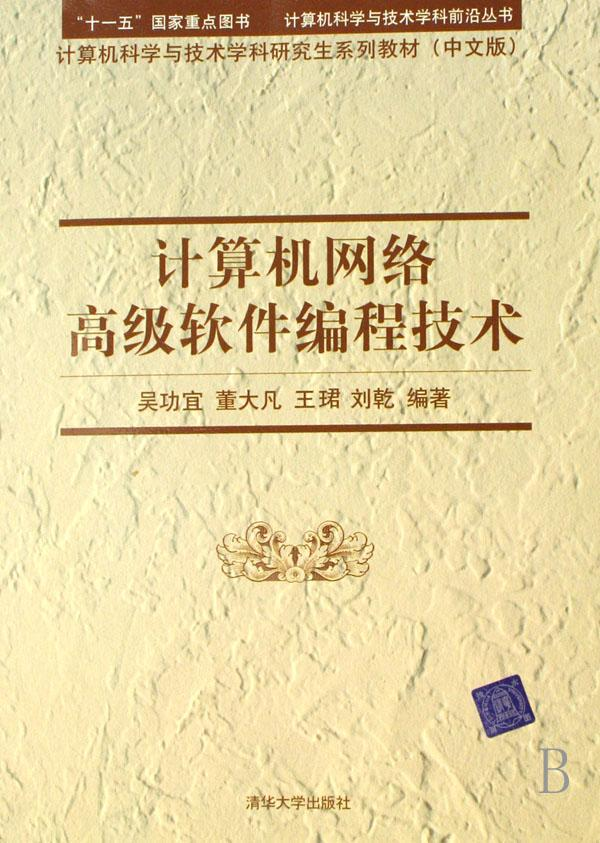 “十一五”国家重点图书 计算机科学与技术学科前沿丛书
计算机科学与技术学科研究生系列教材（中文版）
计算机网络
高级软件编程技术
吴功宜 董大凡 王珺 刘乾 编著
B
清华大学出版社